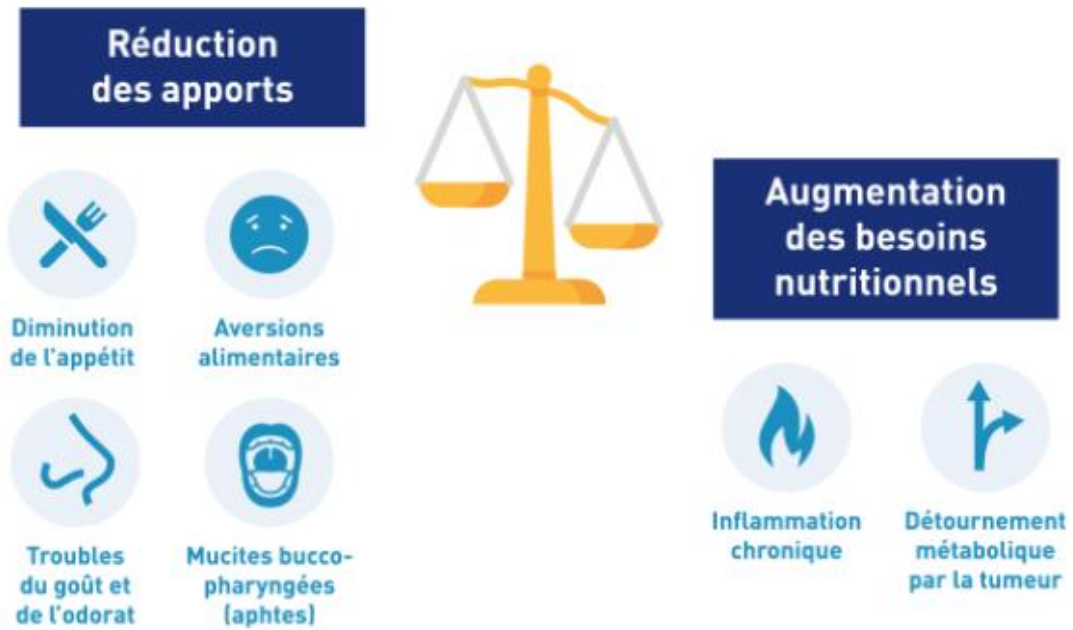 Réduction
des apports
Diminution
de l'appétit
Aversions
alimentaires
Troubles
du goût et
de l'odorat
Mucites bucco-
pharyngées
(aphtes)
Augmentation
des besoins
nutritionnels
Inflammation
chronique
Détournement
métabolique
par la tumeur